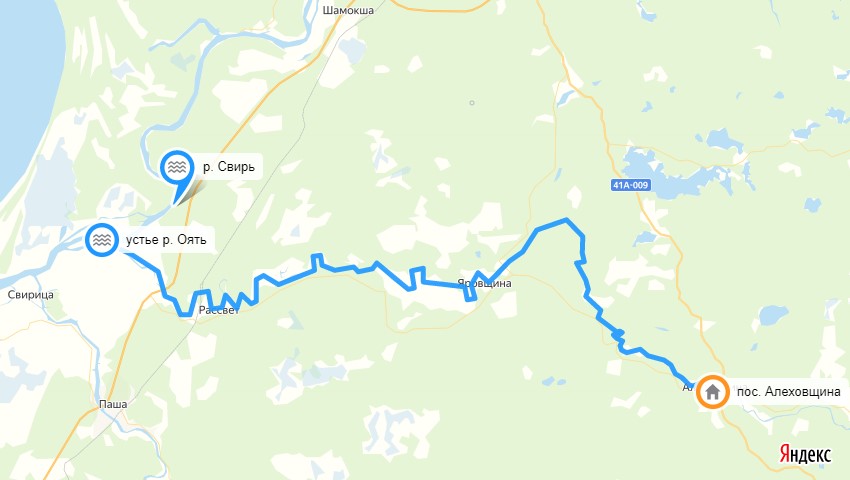 Шамокша
р. Свирь
41А-009
устье р. Оять
Яровщина
Свирица
Рассвет
пос. Алеховщина
Паша
Яндекс